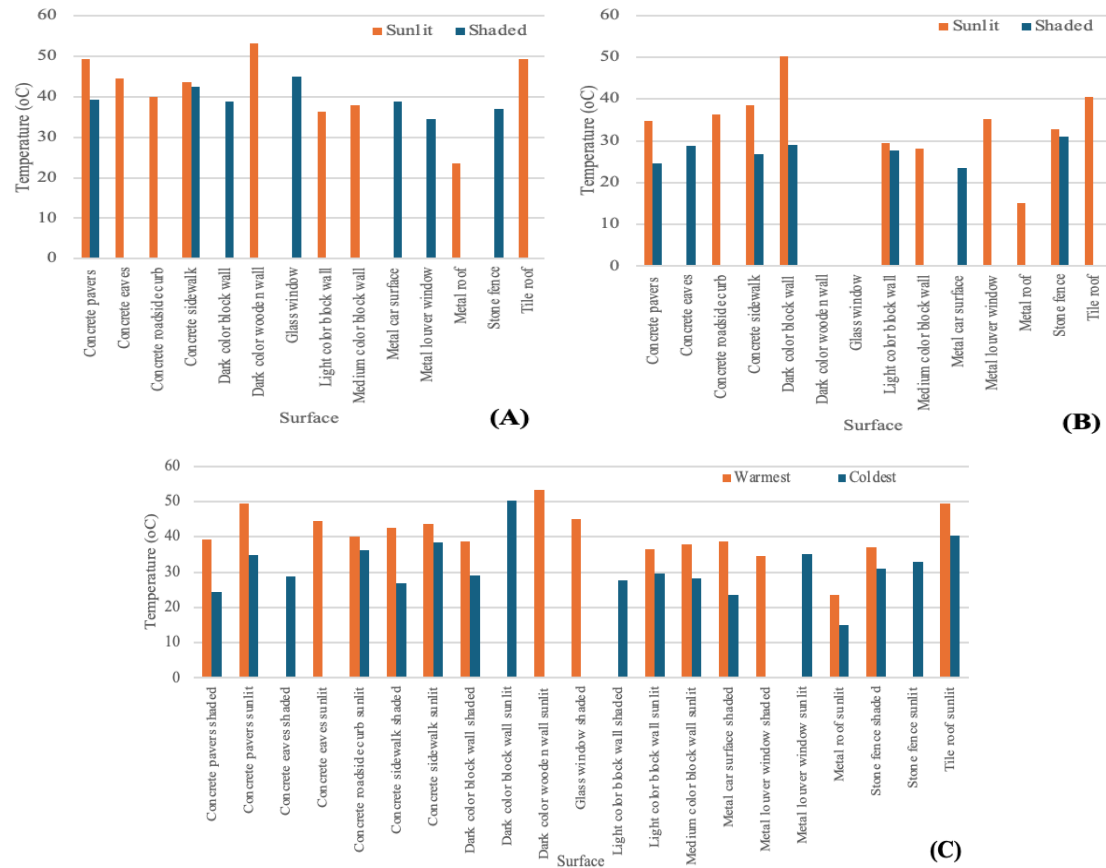 60
50
40
30
20
10
0
Temperature (oC)
Sunlit
Shaded
Concrete pavers
Concrete eaves
Concrete roadside curb
Concrete sidewalk
Dark color block wall
Dark color wooden wall
Glass window
Light color block wall
Medium color block wall
Metal car surface
Metal louver window
Metal roof
Stone fence
Tile roof
Surface
(A)
60
50
40
30
20
10
0
Temperature (oC)
Sunlit
Shaded
Concrete pavers
Concrete eaves
Concrete roadside curb
Concrete sidewalk
Dark color block wall
Dark color wooden wall
Glass window
Light color block wall
Medium color block wall
Metal car surface
Metal louver window
Metal roof
Stone fence
Tile roof
Surface
(B)
60
50
40
30
20
10
0
Temperature (oC)
Warmest
Coldest
Concrete pavers shaded
Concrete pavers sunlit
Concrete eaves shaded
Concrete eaves sunlit
Concrete roadside curb sunlit
Concrete sidewalk shaded
Concrete sidewalk sunlit
Dark color block wall shaded
Dark color block wall sunlit
Dark color wooden wall sunlit
Glass window shaded
Light color block wall shaded
Light color block wall sunlit
Medium color block wall sunlit
Metal car surface shaded
Metal louver window shaded
Metal louver window sunlit
Metal roof sunlit
Stone fence shaded
Stone fence sunlit
Tile roof sunlit
Surface
(C)